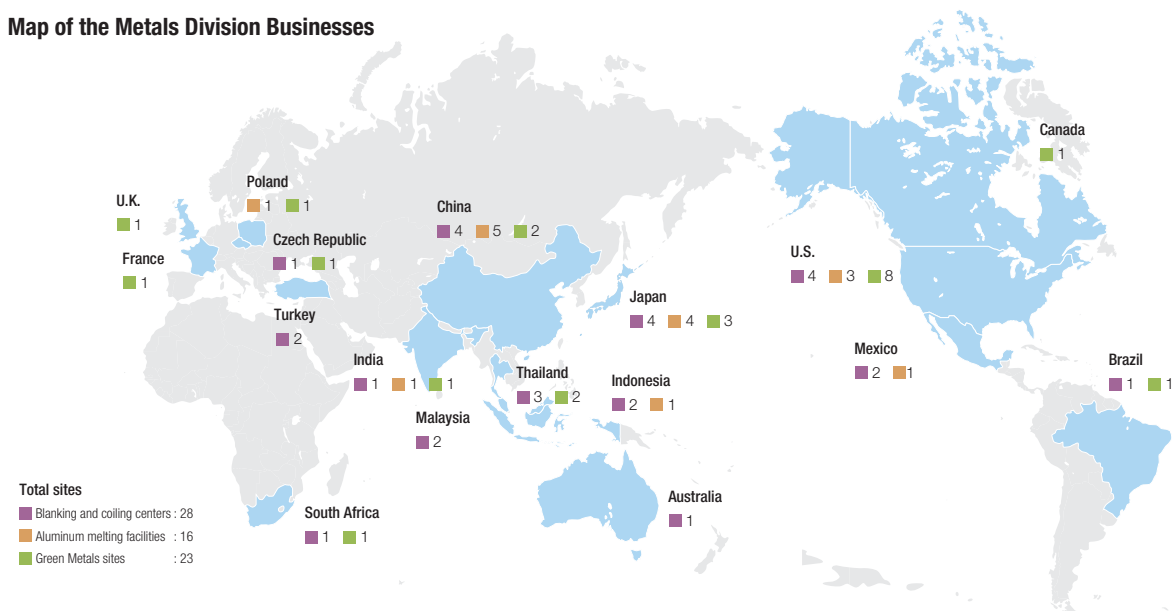 Map of the Metals Division Businesses
Canada
1
Poland
1 1
U.K.
1
China
4 5 2
Czech Republic
1 1
France
1
U.S.
4 3 8
Japan
4 4 3
Turkey
2
India
1 1 1
Mexico
2 1
Brazil
1 1
Thailand
3 2
Indonesia
2 1
Malaysia
2
Australia
1
South Africa
1 1
Total sites
Blanking and coiling centers : 28
Aluminum melting facilities : 16
Green Metals sites : 23